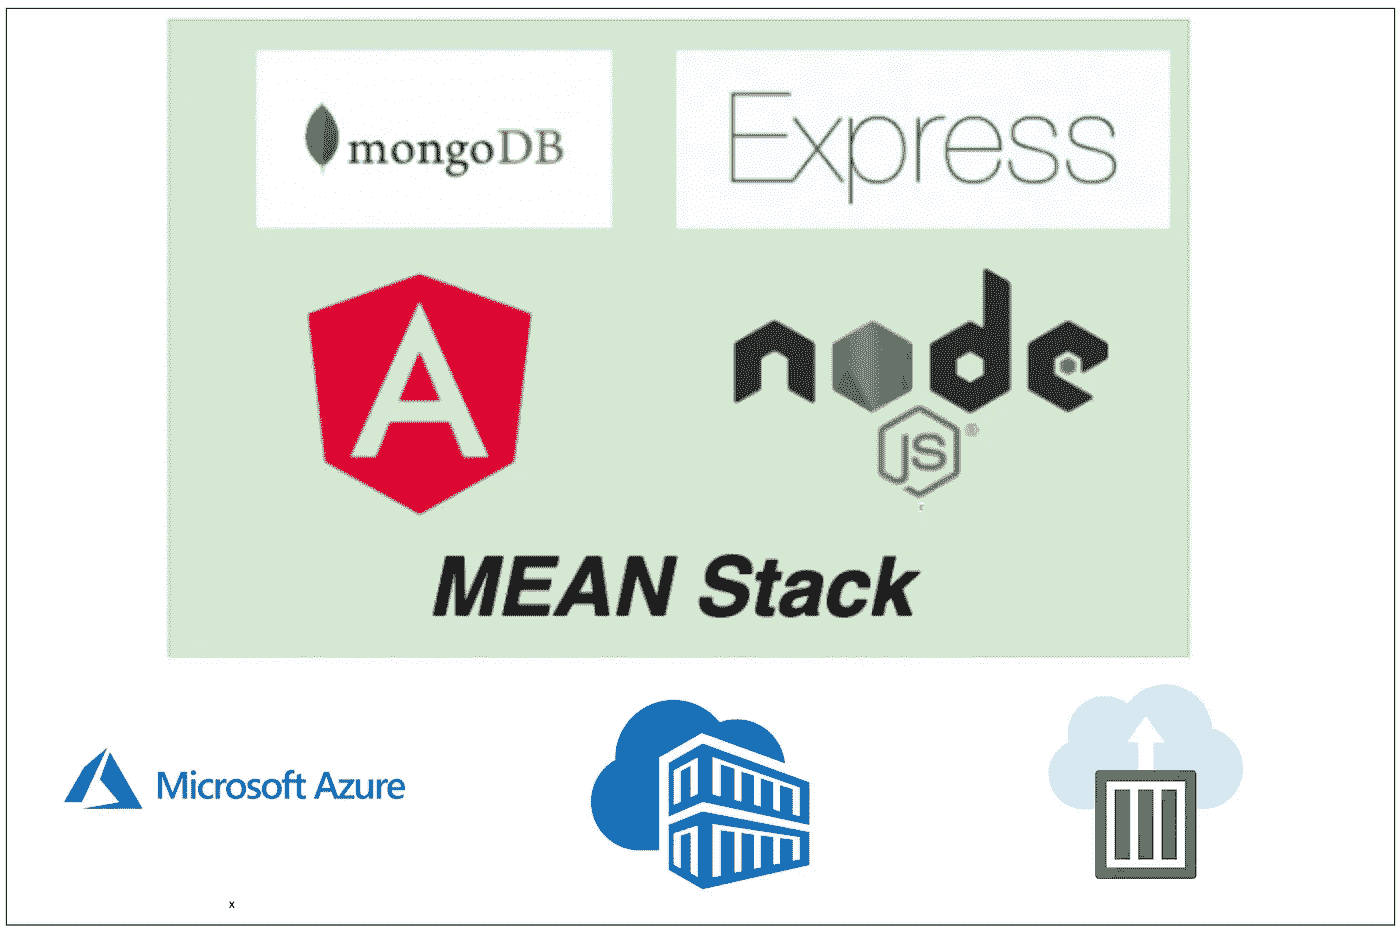 mongoDB
Express
A
node
JS
MEAN Stack
Microsoft Azure
x